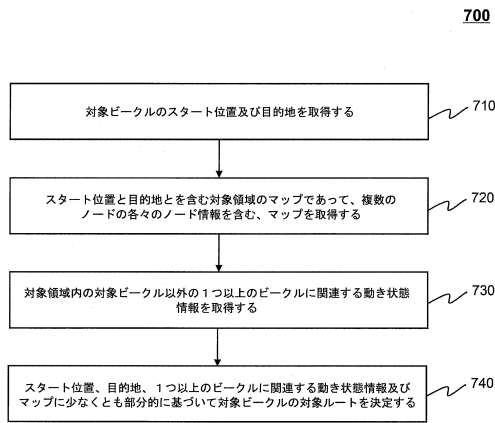 700
対象ビークルのスタート位置及び目的地を取得する
710
スタート位置と目的地とを含む対象領域のマップであって、複数の
ノードの各々のノード情報を含む、マップを取得する
720
対象領域内の対象ビークル以外の１つ以上のビークルに関連する動き状態
情報を取得する
730
スタート位置、目的地、１つ以上のビークルに関連する動き状態情報及び
マップに少なくとも部分的に基づいて対象ビークルの対象ルートを決定する
740